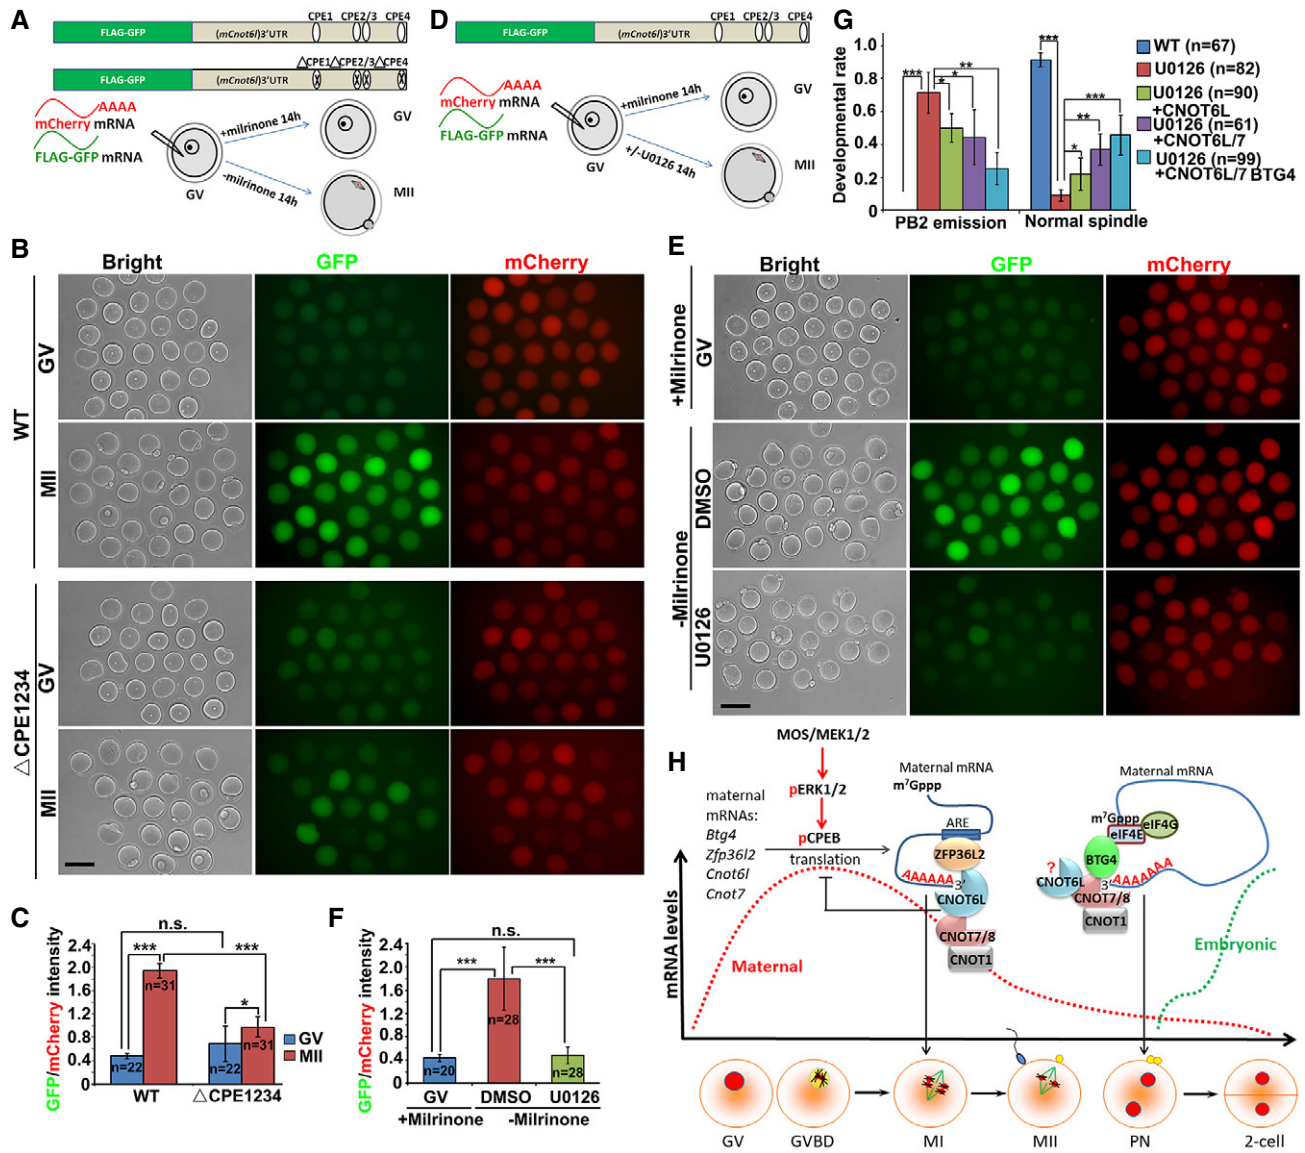 A
FLAG-GFP
(mCnot6l)3'UTR
CPE1 CPE2/3 CPE4
FLAG-GFP
(mCnot6l)3'UTR
△CPE1 △CPE2/3 △CPE4
X X X X
AAAA
mCherry mRNA
FLAG-GFP mRNA
GV
+milrinone 14h
-milrinone 14h
GV
MII
B
Bright GFP mCherry
WT
GV
MII
△CPE1234
GV
MII
C
GFP/mCherry intensity
2.4
2.0
1.6
1.2
0.8
0.4
0
n.s.
*** ***
*
n=22
n=31
n=22
n=31
WT △CPE1234
GV
MII
D
FLAG-GFP
(mCnot6l)3'UTR
CPE1 CPE2/3 CPE4
AAAA
mCherry mRNA
FLAG-GFP mRNA
GV
+milrinone 14h
+/-U0126 14h
GV
MII
E
Bright GFP mCherry
+Milrinone
GV
-Milrinone
DMSO
U0126
F
GFP/mCherry intensity
2.4
2.0
1.6
1.2
0.8
0.4
0
n.s.
*** ***
n=20
n=28
n=28
GV DMSO U0126
+Milrinone -Milrinone
G
Developmental rate
1.0
0.8
0.6
0.4
0.2
0
*** * * **
*** * ** ***
PB2 emission Normal spindle
WT (n=67)
U0126 (n=82)
U0126 (n=90)
+CNOT6L
U0126 (n=61)
+CNOT6L/7
U0126 (n=99)
+CNOT6L/7 BTG4
H
MOS/MEK1/2
pERK1/2
pCPEB
translation
maternal
mRNAs:
Btg4
Zfp36l2
Cnot6l
Cnot7
Maternal mRNA
m⁷Gppp
ARE
ZFP36L2
AAAAAA
3'
CNOT6L
CNOT7/8
CNOT1
Maternal mRNA
m⁷Gppp
eIF4E
eIF4G
BTG4
?
CNOT6L
3'
AAAAAAA
CNOT7/8
CNOT1
mRNA levels
Maternal
Embryonic
GV GVBD MI MII PN 2-cell